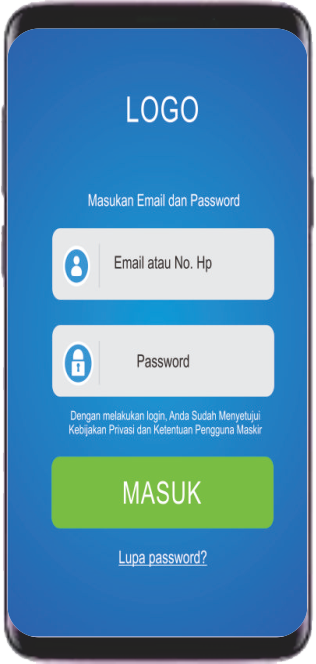 LOGO
Masukan Email dan Password
Email atau No. Hp
Password
Dengan melakukan login, Anda Sudah Menyetujui
Kebijakan Privasi dan Ketentuan Pengguna Maskir
MASUK
Lupa password?